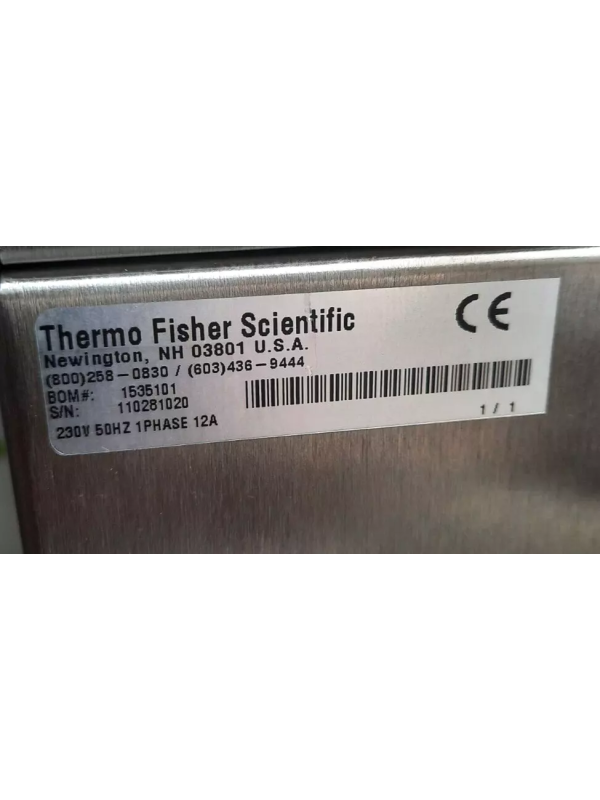 Thermo Fisher Scientific CE
Newington, NH 03801 U.S.A.
(800)258-0830 / (603)436-9444
BOM#: 1535101
S/N: 110281020
1 / 1
230V 50HZ 1PHASE 12A